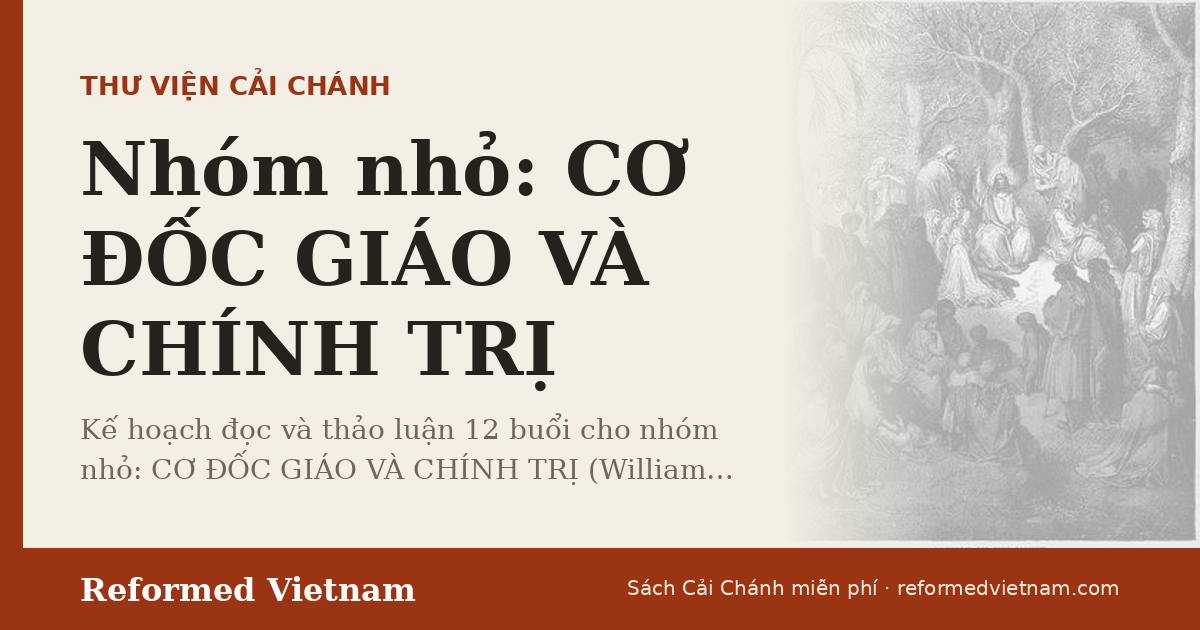 THƯ VIỆN CẢI CHÁNH
Nhóm nhỏ: CƠ
ĐỐC GIÁO VÀ
CHÍNH TRỊ
Kế hoạch đọc và thảo luận 12 buổi cho nhóm
nhỏ: CƠ ĐỐC GIÁO VÀ CHÍNH TRỊ (William…
Reformed Vietnam
Sách Cải Chánh miễn phí · reformedvietnam.com